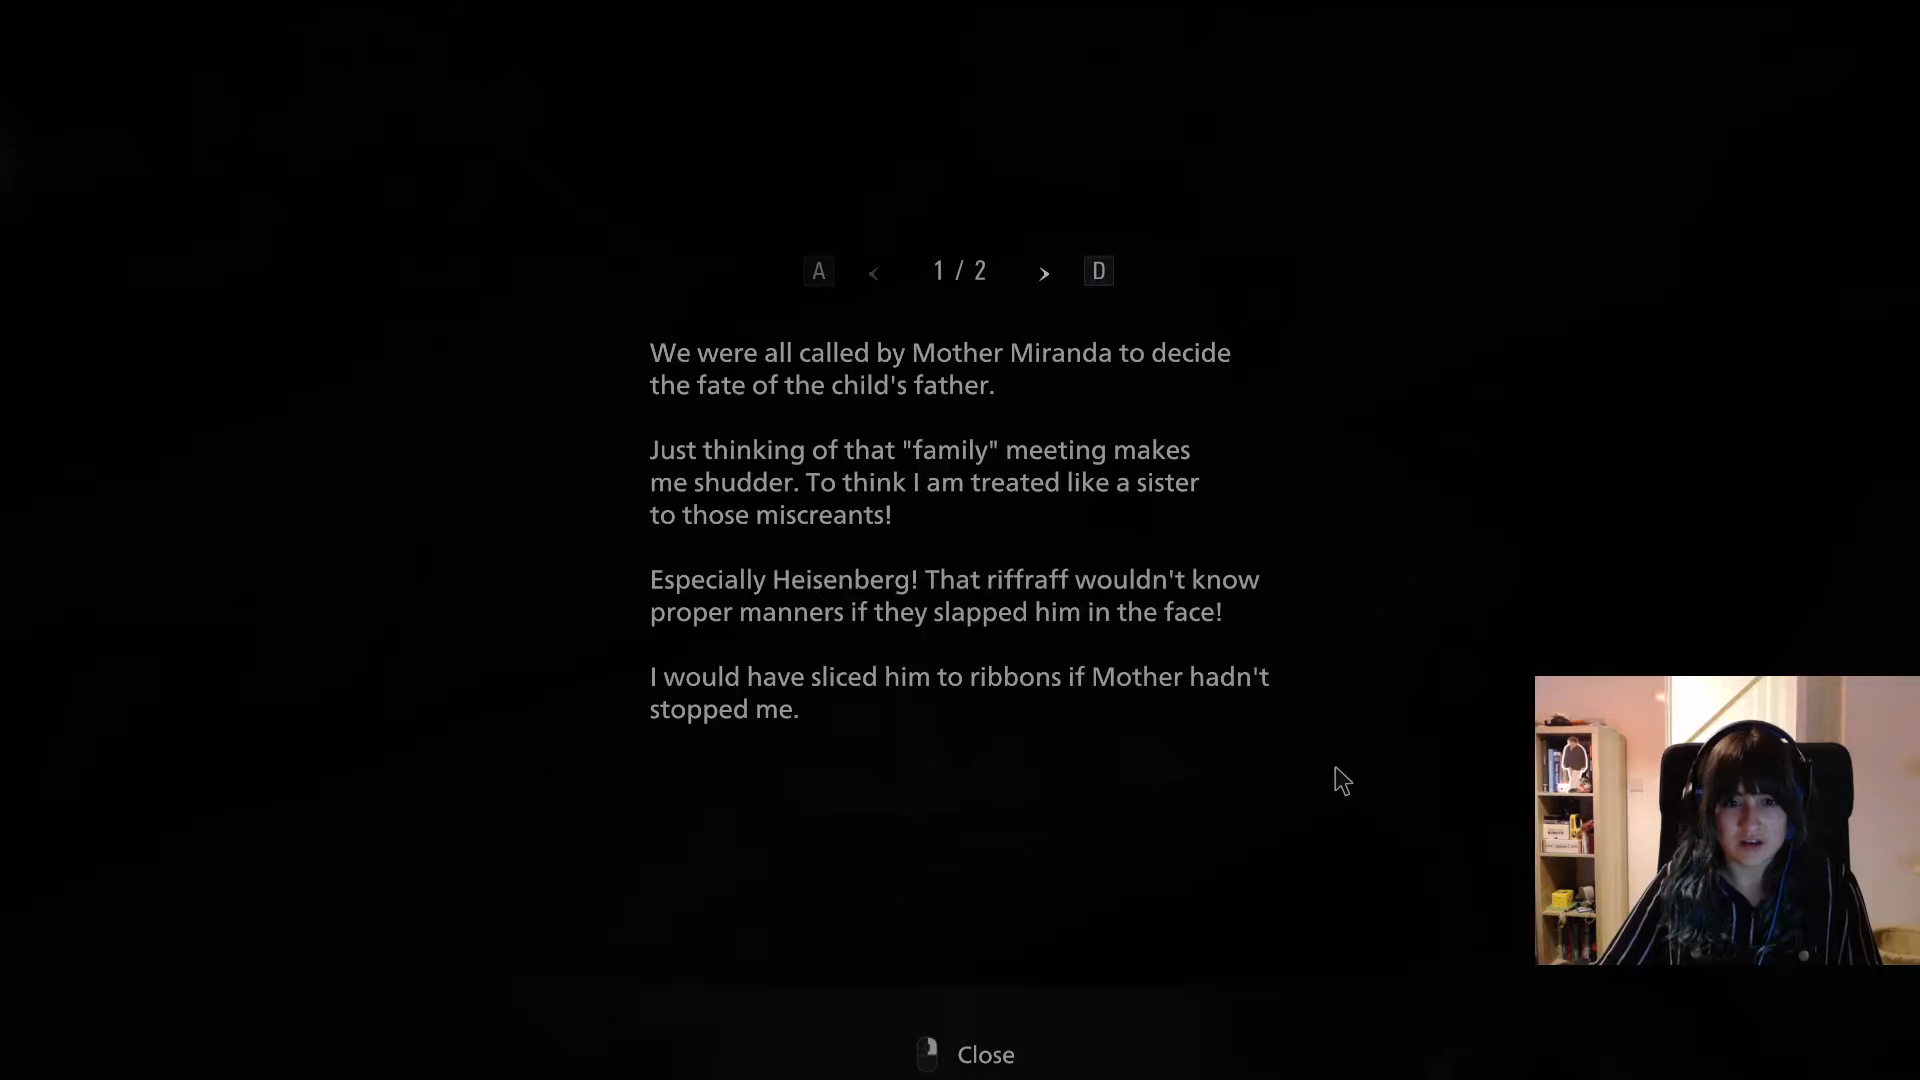 A < 1 / 2 > D
We were all called by Mother Miranda to decide
the fate of the child's father.
Just thinking of that "family" meeting makes
me shudder. To think I am treated like a sister
to those miscreants!
Especially Heisenberg! That riffraff wouldn't know
proper manners if they slapped him in the face!
I would have sliced him to ribbons if Mother hadn't
stopped me.
Close